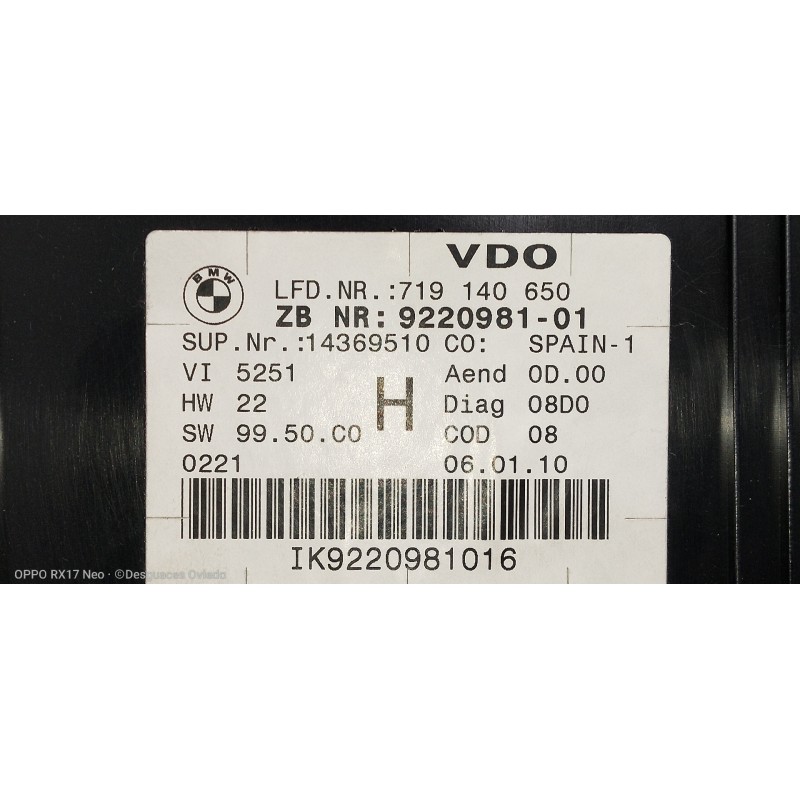 VDO
BMW
LFD.NR.:719 140 650
ZB NR: 9220981-01
SUP.Nr.:14369510 CO: SPAIN-1
VI 5251 Aend 0D.00
HW 22 H Diag 08D0
SW 99.50.C0 COD 08
0221 06.01.10
IK9220981016
OPPO RX17 Neo · ©Desguaces Oviedo